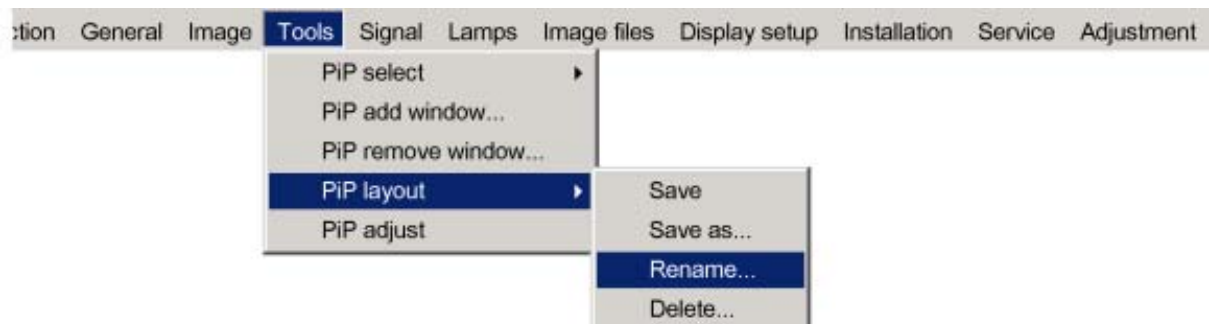 ction General Image Tools Signal Lamps Image files Display setup Installation Service Adjustment
PiP select
PiP add window...
PiP remove window...
PiP layout
Save
PiP adjust
Save as...
Rename...
Delete...